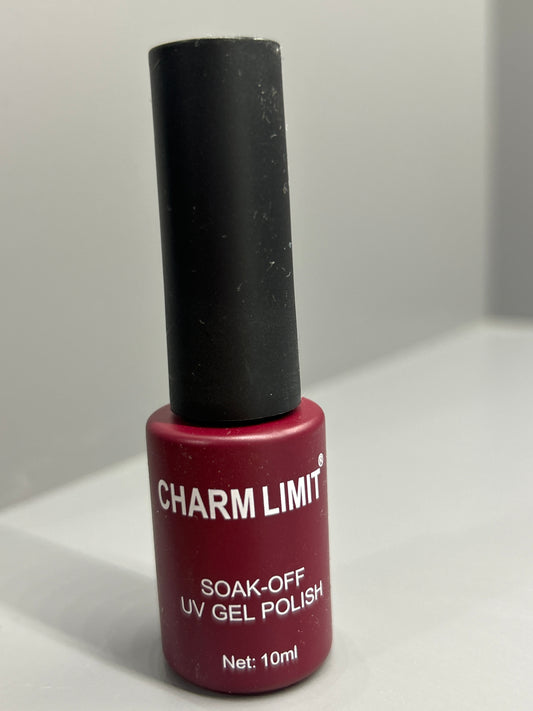 CHARM LIMIT®
SOAK-OFF
UV GEL POLISH
Net: 10ml